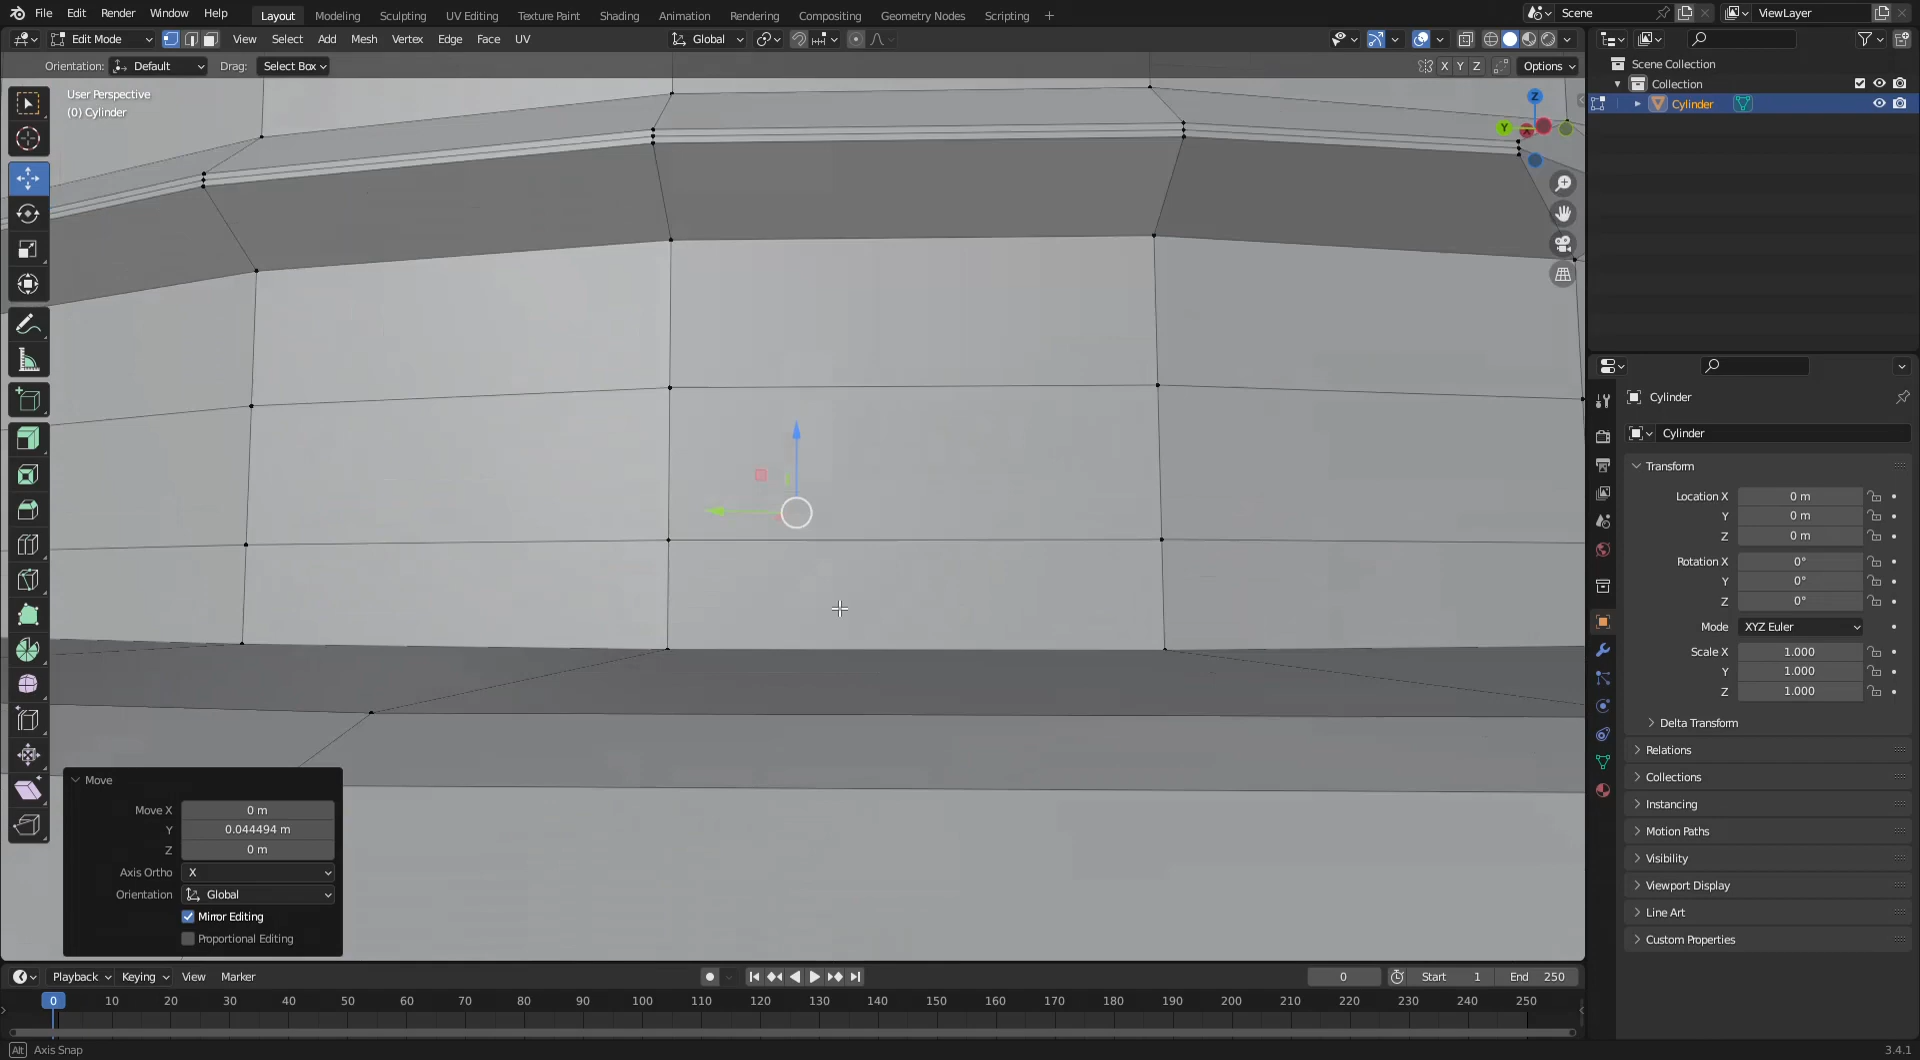 File Edit Render Window Help Layout Modeling Sculpting UV Editing Texture Paint Shading Animation Rendering Compositing Geometry Nodes Scripting + Scene ViewLayer
Edit Mode View Select Add Mesh Vertex Edge Face UV Global
Orientation: Default Drag: Select Box X Y Z Options
User Perspective
(0) Cylinder
Z
Y
X
Scene Collection
Collection
Cylinder
Cylinder
Cylinder
Transform
Location X 0 m
Y 0 m
Z 0 m
Rotation X 0°
Y 0°
Z 0°
Mode XYZ Euler
Scale X 1.000
Y 1.000
Z 1.000
Delta Transform
Relations
Collections
Instancing
Motion Paths
Visibility
Viewport Display
Line Art
Custom Properties
Move
Move X 0 m
Y 0.044494 m
Z 0 m
Axis Ortho X
Orientation Global
Mirror Editing
Proportional Editing
Playback Keying View Marker 0 Start 1 End 250
0 10 20 30 40 50 60 70 80 90 100 110 120 130 140 150 160 170 180 190 200 210 220 230 240 250
Alt Axis Snap 3.4.1